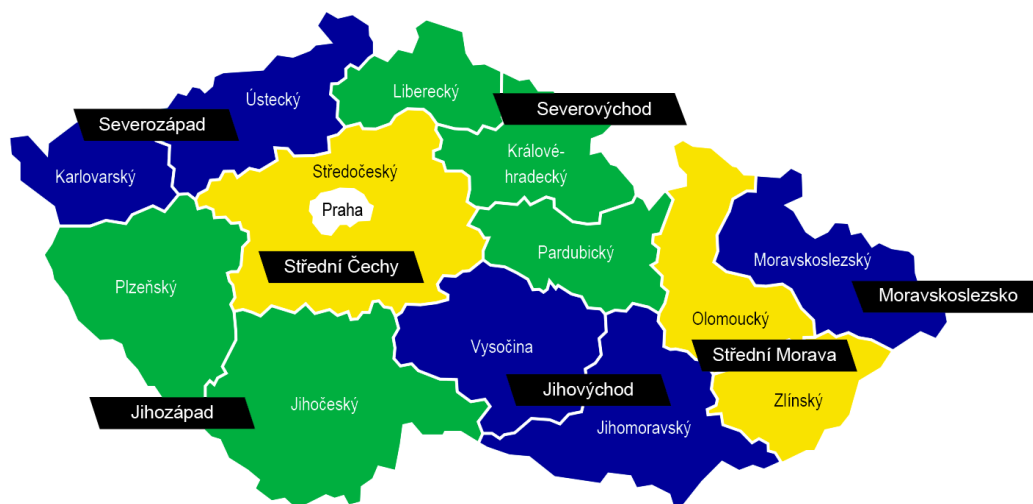 Ústecký
Liberecký
Severovýchod
Severozápad
Karlovarský
Středočeský
Králové-
hradecký
Praha
Pardubický
Střední Čechy
Plzeňský
Moravskoslezský
Moravskoslezsko
Olomoucký
Vysočina
Střední Morava
Jihovýchod
Jihozápad
Jihočeský
Zlínský
Jihomoravský